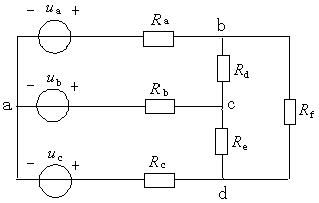 − uₐ + Rₐ b
R_d
− u_b + R_b
a c R_f
− u_c + R_c R_e
d